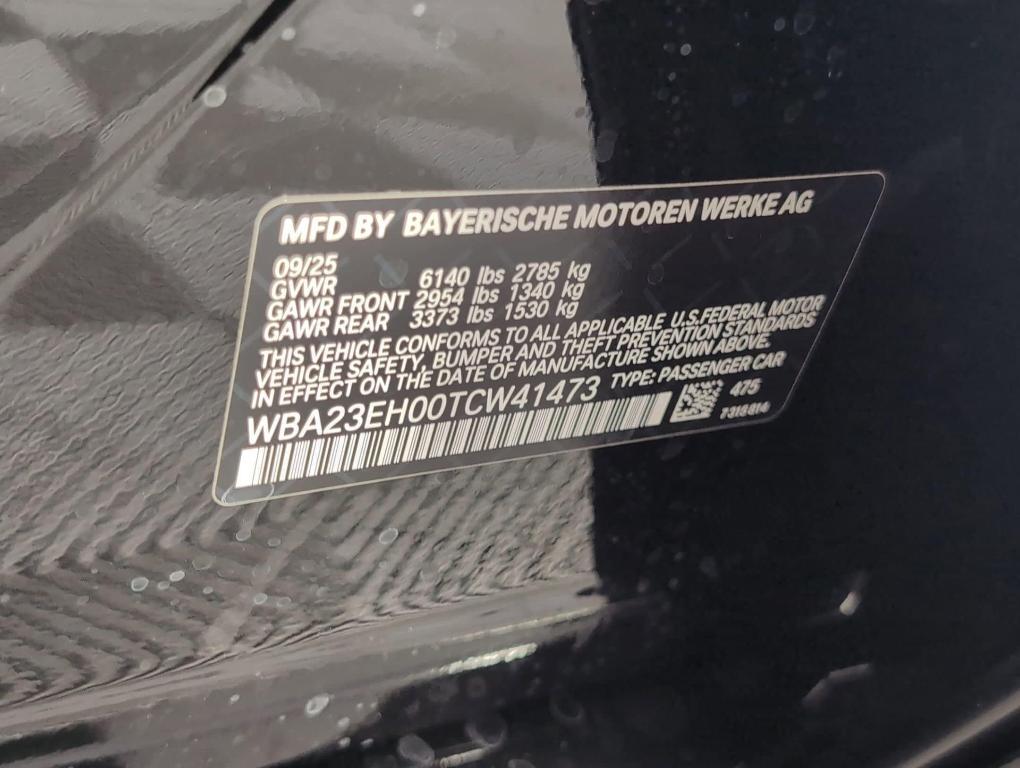 MFD BY BAYERISCHE MOTOREN WERKE AG
09/25
GVWR 6140 lbs 2785 kg
GAWR FRONT 2954 lbs 1340 kg
GAWR REAR 3373 lbs 1530 kg
THIS VEHICLE CONFORMS TO ALL APPLICABLE U.S.FEDERAL MOTOR
VEHICLE SAFETY, BUMPER AND THEFT PREVENTION STANDARDS
IN EFFECT ON THE DATE OF MANUFACTURE SHOWN ABOVE.
WBA23EH00TCW41473 TYPE: PASSENGER CAR
475